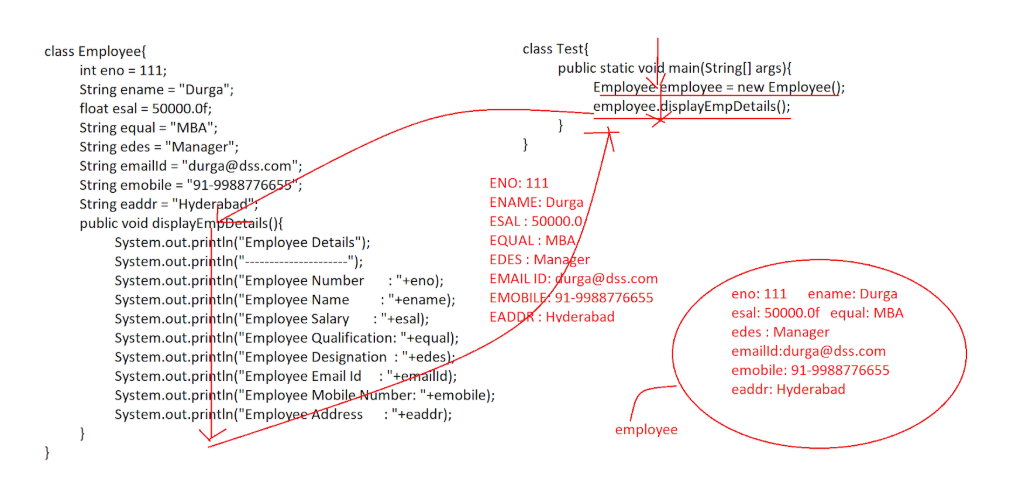 class Employee{
int eno = 111;
String ename = "Durga";
float esal = 50000.0f;
String equal = "MBA";
String edes = "Manager";
String emailId = "durga@dss.com";
String emobile = "91-9988776655";
String eaddr = "Hyderabad";
public void displayEmpDetails(){
System.out.println("Employee Details");
System.out.println("---------------------");
System.out.println("Employee Number : "+eno);
System.out.println("Employee Name : "+ename);
System.out.println("Employee Salary : "+esal);
System.out.println("Employee Qualification: "+equal);
System.out.println("Employee Designation : "+edes);
System.out.println("Employee Email Id : "+emailId);
System.out.println("Employee Mobile Number: "+emobile);
System.out.println("Employee Address : "+eaddr);
}
}
class Test{
public static void main(String[] args){
Employee employee = new Employee();
employee.displayEmpDetails();
}
}
ENO: 111
ENAME: Durga
ESAL : 50000.0
EQUAL : MBA
EDES : Manager
EMAIL ID: durga@dss.com
EMOBILE: 91-9988776655
EADDR : Hyderabad
eno: 111 ename: Durga
esal: 50000.0f equal: MBA
edes : Manager
emailId:durga@dss.com
emobile: 91-9988776655
eaddr: Hyderabad
employee